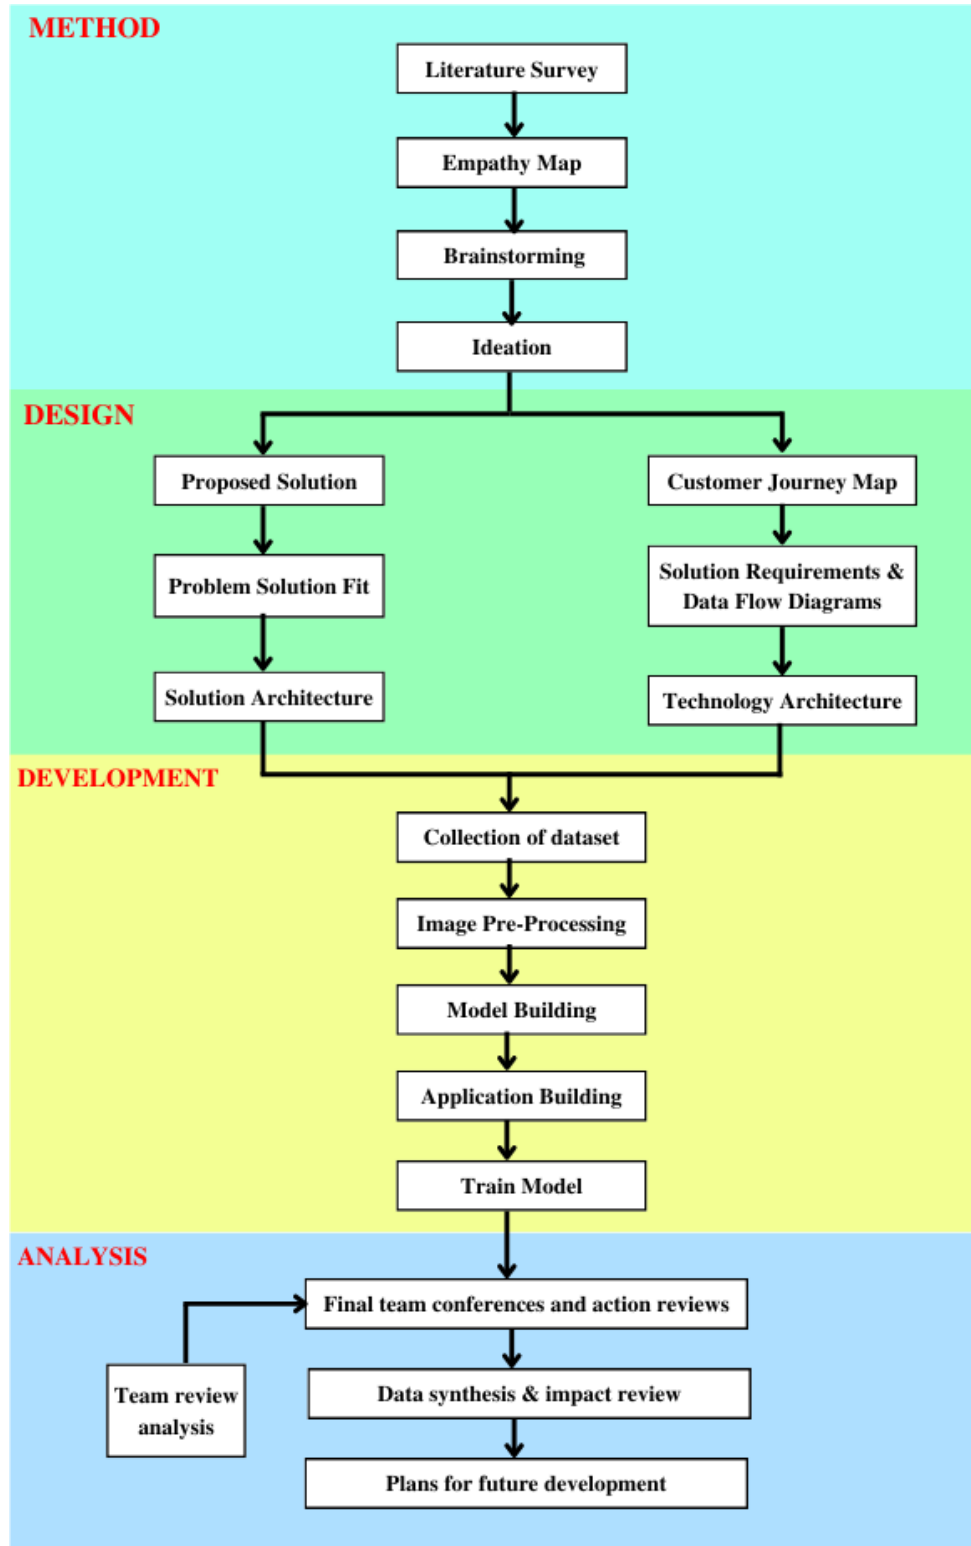 METHOD
Literature Survey
Empathy Map
Brainstorming
Ideation
DESIGN
Proposed Solution
Problem Solution Fit
Solution Architecture
Customer Journey Map
Solution Requirements &
Data Flow Diagrams
Technology Architecture
DEVELOPMENT
Collection of dataset
Image Pre-Processing
Model Building
Application Building
Train Model
ANALYSIS
Final team conferences and action reviews
Team review
analysis
Data synthesis & impact review
Plans for future development